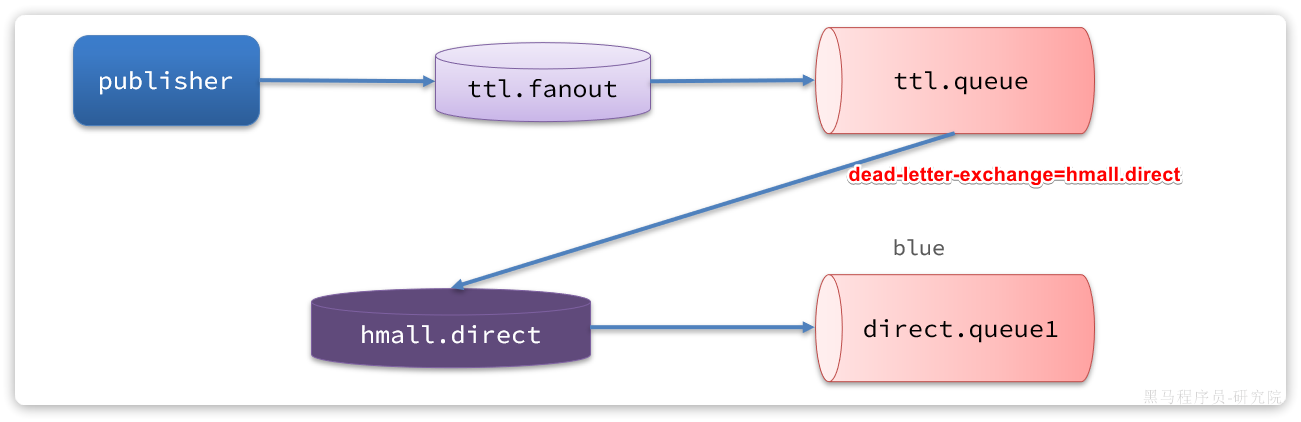 publisher
ttl.fanout
ttl.queue
dead-letter-exchange=hmall.direct
blue
hmall.direct
direct.queue1
黑马程序员-研究院